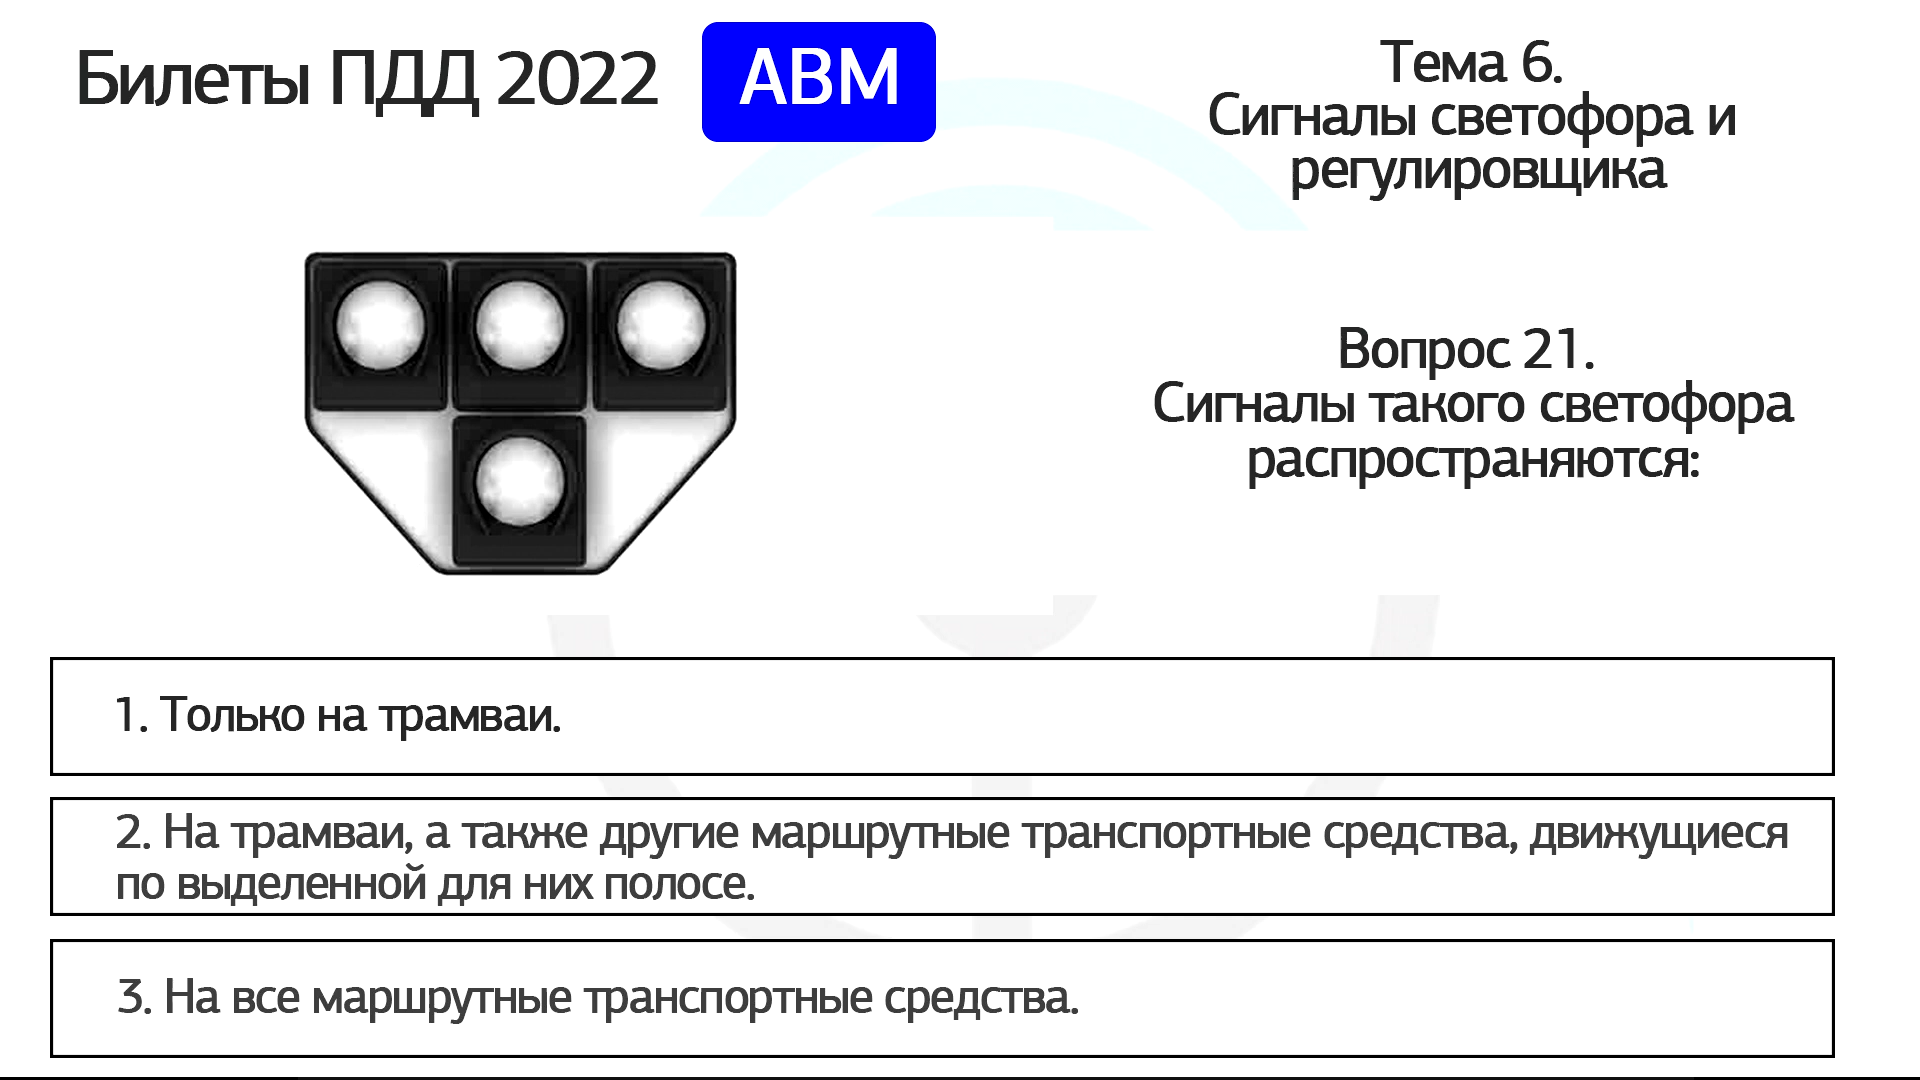 Билеты ПДД 2022
АВМ
Тема 6.
Сигналы светофора и
регулировщика
Вопрос 21.
Сигналы такого светофора
распространяются:
1. Только на трамваи.
2. На трамваи, а также другие маршрутные транспортные средства, движущиеся
по выделенной для них полосе.
3. На все маршрутные транспортные средства.